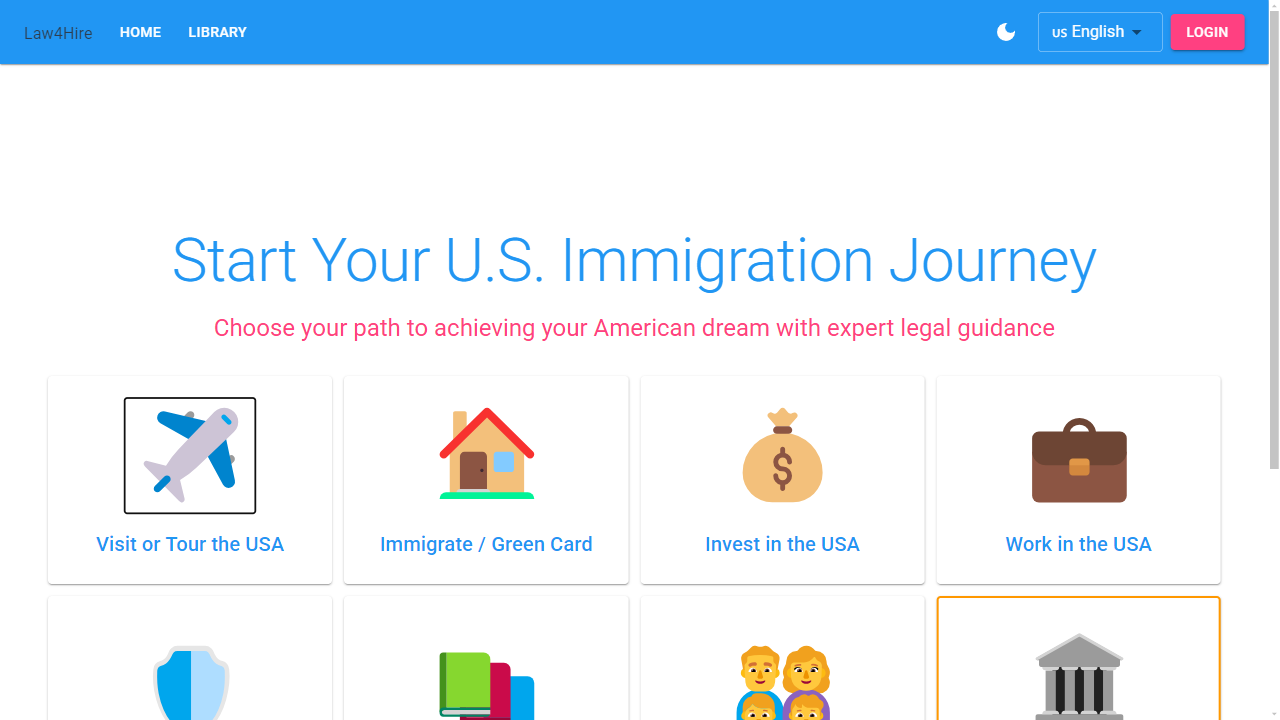 Law4Hire
HOME
LIBRARY
US English
LOGIN
Start Your U.S. Immigration Journey
Choose your path to achieving your American dream with expert legal guidance
Visit or Tour the USA
Immigrate / Green Card
Invest in the USA
Work in the USA